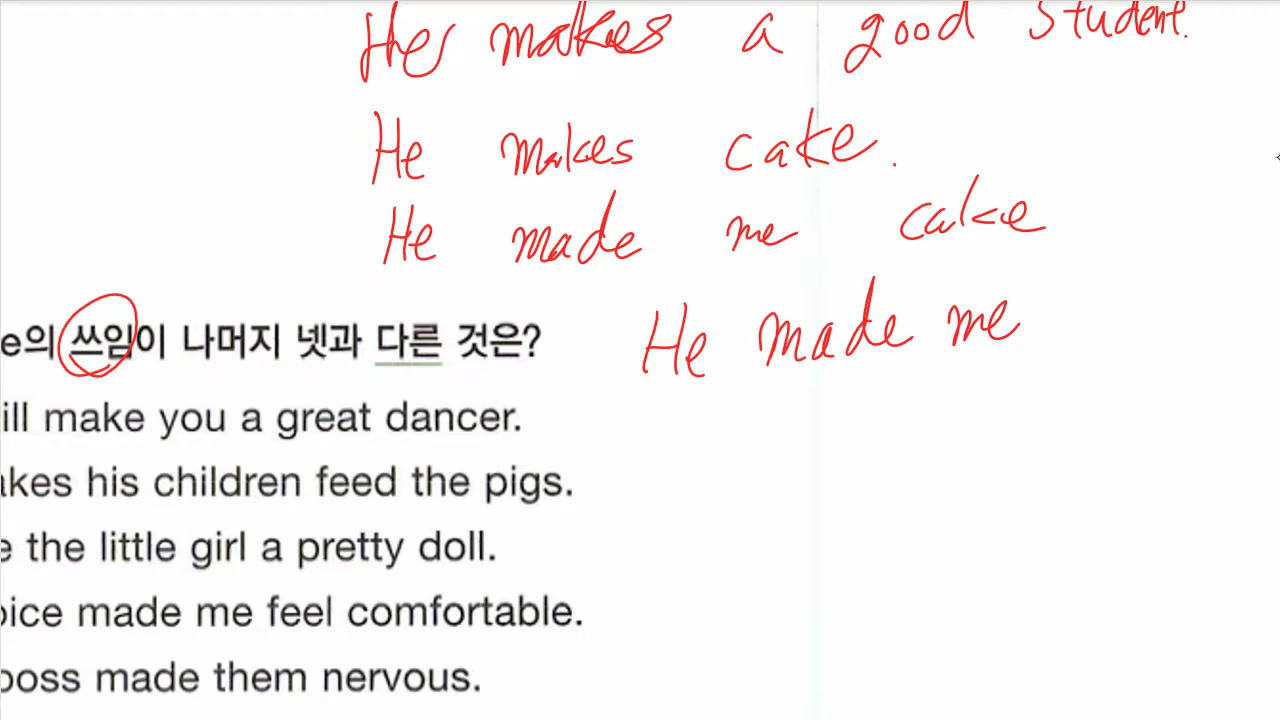 He makes a good student.
He makes cake.
He made me cake
He made me
e의 쓰임이 나머지 넷과 다른 것은?
ill make you a great dancer.
akes his children feed the pigs.
e the little girl a pretty doll.
oice made me feel comfortable.
boss made them nervous.